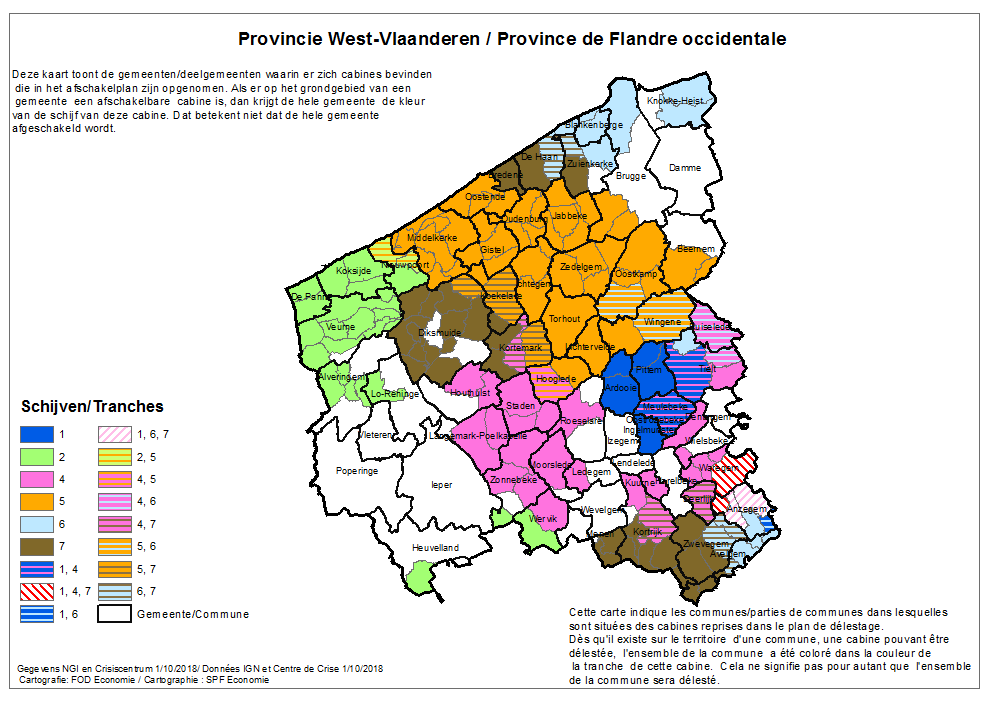 Provincie West-Vlaanderen / Province de Flandre occidentale
Deze kaart toont de gemeenten/deelgemeenten waarin er zich cabines bevinden
die in het afschakelplan zijn opgenomen. Als er op het grondgebied van een
gemeente een afschakelbare cabine is, dan krijgt de hele gemeente de kleur
van de schijf van deze cabine. Dat betekent niet dat de hele gemeente
afgeschakeld wordt.
Knokke-Heist
Blankenberge
De Haan
Zuienkerke
Damme
Bredene
Brugge
Oostende
Oudenburg
Jabbeke
Middelkerke
Gistel
Beernem
Nieuwpoort
Koksijde
Zedelgem
Oostkamp
De Panne
Koekelare
Ichtegem
Veurne
Torhout
Wingene
Ruiselede
Diksmuide
Kortemark
Lichtervelde
Pittem
Tielt
Alveringem
Hooglede
Ardooie
Lo-Reninge
Houthulst
Staden
Meulebeke
Roeselare
Oostrozebeke
Dentergem
Ingelmunster
Vleteren
Langemark-Poelkapelle
Izegem
Wielsbeke
Poperinge
Moorslede
Ledegem
Lendelede
Waregem
Ieper
Zonnebeke
Kuurne
Harelbeke
Deerlijk
Anzegem
Wervik
Wevelgem
Menen
Kortrijk
Zwevegem
Avelgem
Heuvelland
Schijven/Tranches
1
1, 6, 7
2
2, 5
4
4, 5
5
4, 6
6
4, 7
7
5, 6
1, 4
5, 7
1, 4, 7
6, 7
1, 6
Gemeente/Commune
Cette carte indique les communes/parties de communes dans lesquelles
sont situées des cabines reprises dans le plan de délestage.
Dès qu'il existe sur le territoire d'une commune, une cabine pouvant être
délestée, l'ensemble de la commune a été coloré dans la couleur de
la tranche de cette cabine. Cela ne signifie pas pour autant que l'ensemble
de la commune sera délesté.
Gegevens NGI en Crisiscentrum 1/10/2018/ Données IGN et Centre de Crise 1/10/2018
Cartografie: FOD Economie / Cartographie : SPF Economie